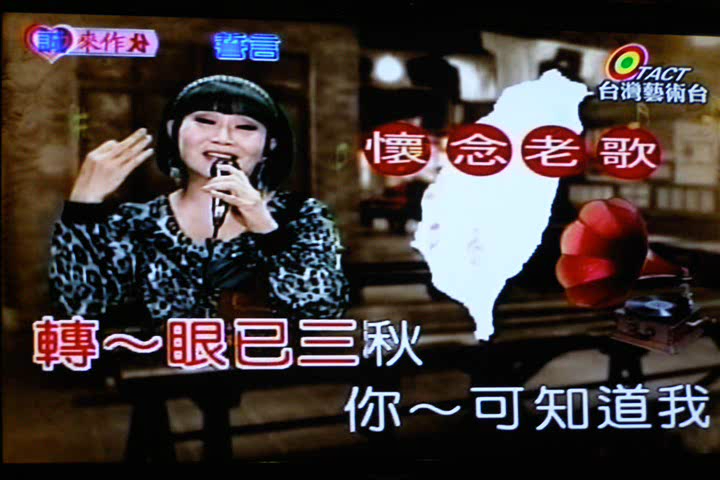 誠來作伙
誓言
TACT
台灣藝術台
懷念老歌
轉～眼已三秋
你～可知道我